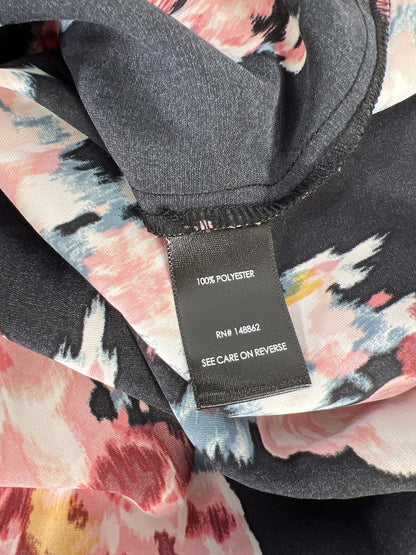 100% POLYESTER
RN# 148862
SEE CARE ON REVERSE